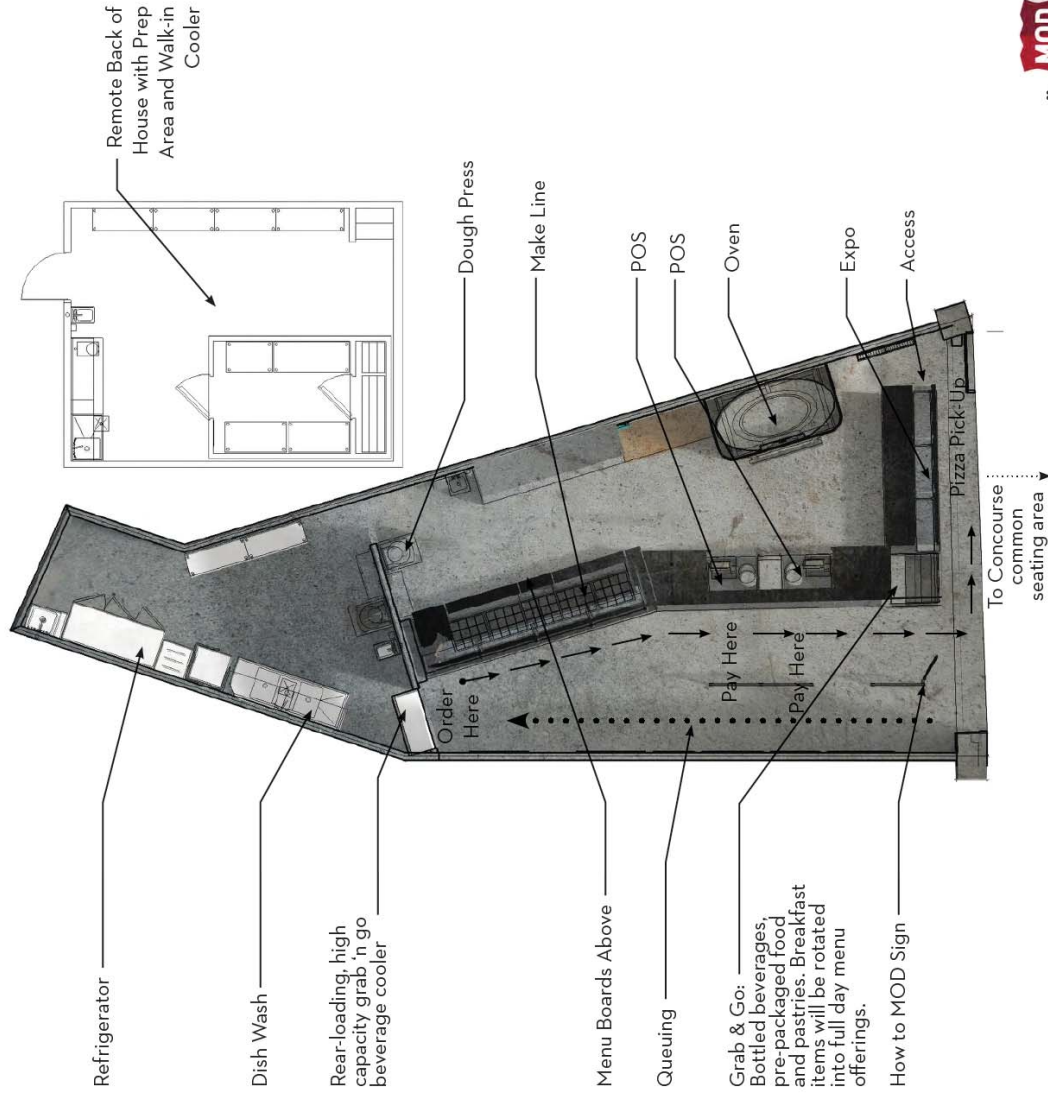 Remote Back of
House with Prep
Area and Walk-in
Cooler
Refrigerator
Dish Wash
Rear-loading, high
capacity grab 'n go
beverage cooler
Menu Boards Above
Queuing
Grab & Go:
Bottled beverages,
pre-packaged food
and pastries. Breakfast
items will be rotated
into full day menu
offerings.
How to MOD Sign
Dough Press
Make Line
POS
POS
Oven
Expo
Access
Order
Here
Pay Here
Pay Here
Pizza Pick-Up
To Concourse
common
seating area
MOD